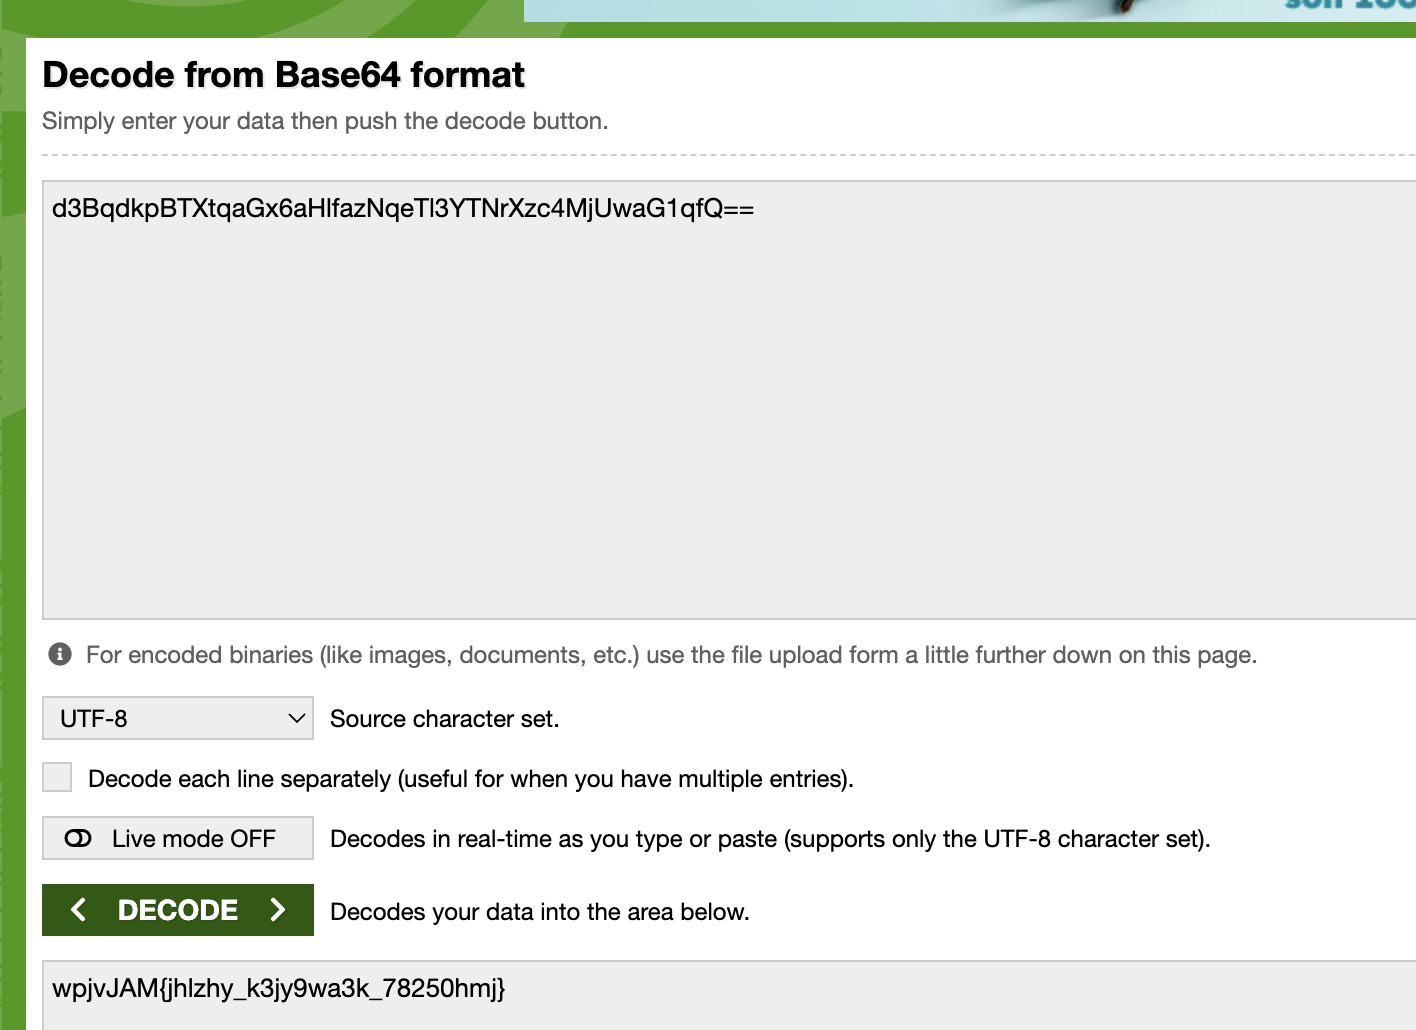 Decode from Base64 format
Simply enter your data then push the decode button.
d3BqdkpBTXtqaGx6aHlfazNqeTl3YTNrXzc4MjUwaG1qfQ==
For encoded binaries (like images, documents, etc.) use the file upload form a little further down on this page.
UTF-8 Source character set.
Decode each line separately (useful for when you have multiple entries).
Live mode OFF Decodes in real-time as you type or paste (supports only the UTF-8 character set).
< DECODE > Decodes your data into the area below.
wpjvJAM{jhlzhy_k3jy9wa3k_78250hmj}